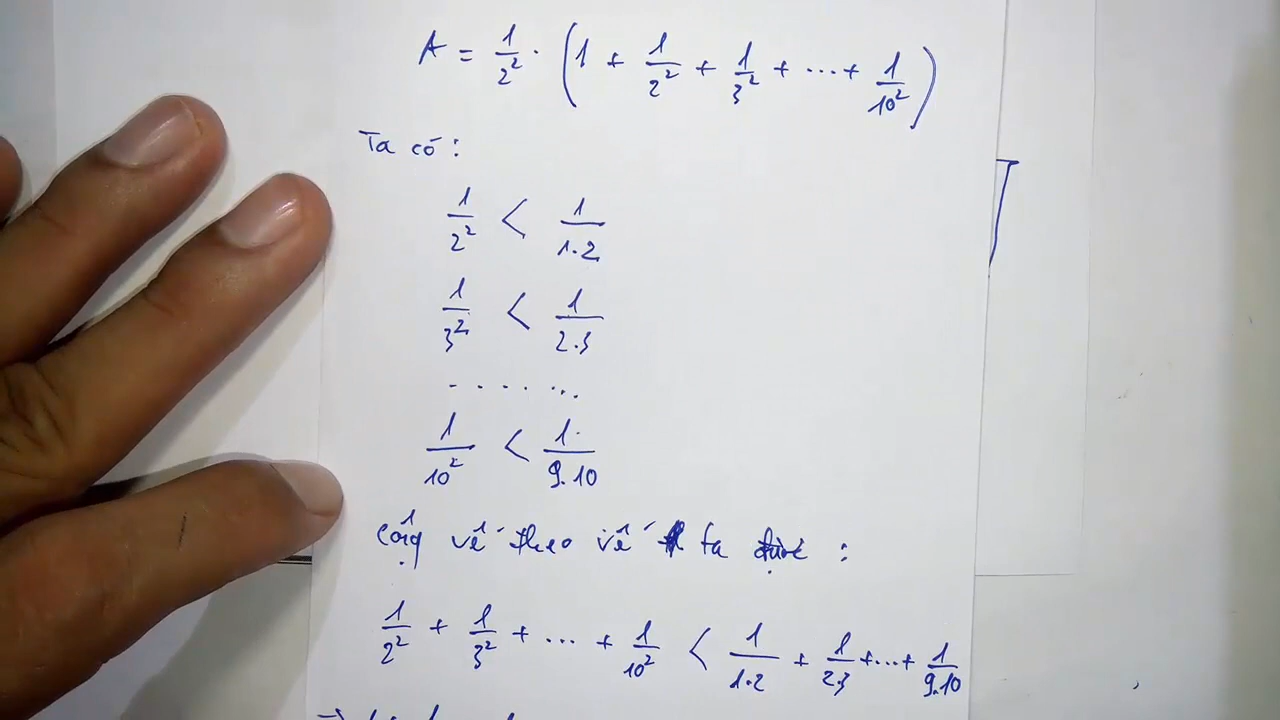 A = 1/2² · (1 + 1/2² + 1/3² + ... + 1/10²)
Ta có :
1/2² < 1/1.2
1/3² < 1/2.3
.......
1/10² < 1/9.10
Cộng vế theo vế ta được :
1/2² + 1/3² + ... + 1/10² < 1/1.2 + 1/2.3 + ... + 1/9.10